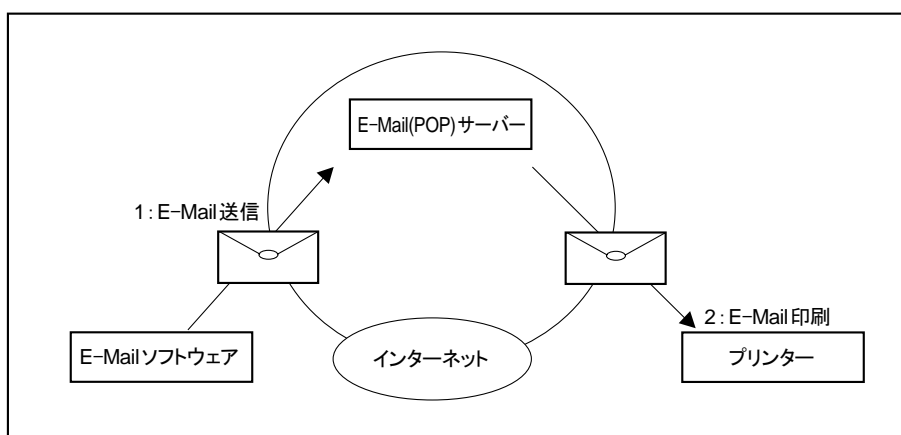 E-Mail(POP)サーバー
1：E-Mail送信
2：E-Mail印刷
E-Mailソフトウェア
インターネット
プリンター